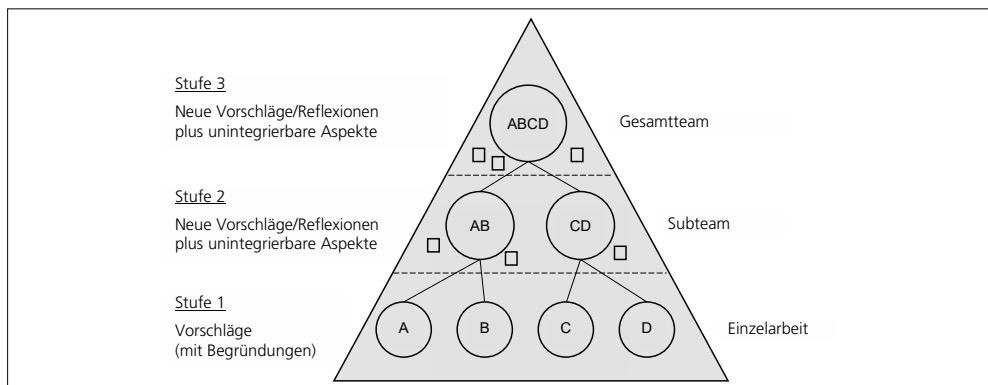 Stufe 3
Neue Vorschläge/Reflexionen
plus unintegrierbare Aspekte
ABCD
Gesamtteam
Stufe 2
Neue Vorschläge/Reflexionen
plus unintegrierbare Aspekte
AB
CD
Subteam
Stufe 1
Vorschläge
(mit Begründungen)
A
B
C
D
Einzelarbeit